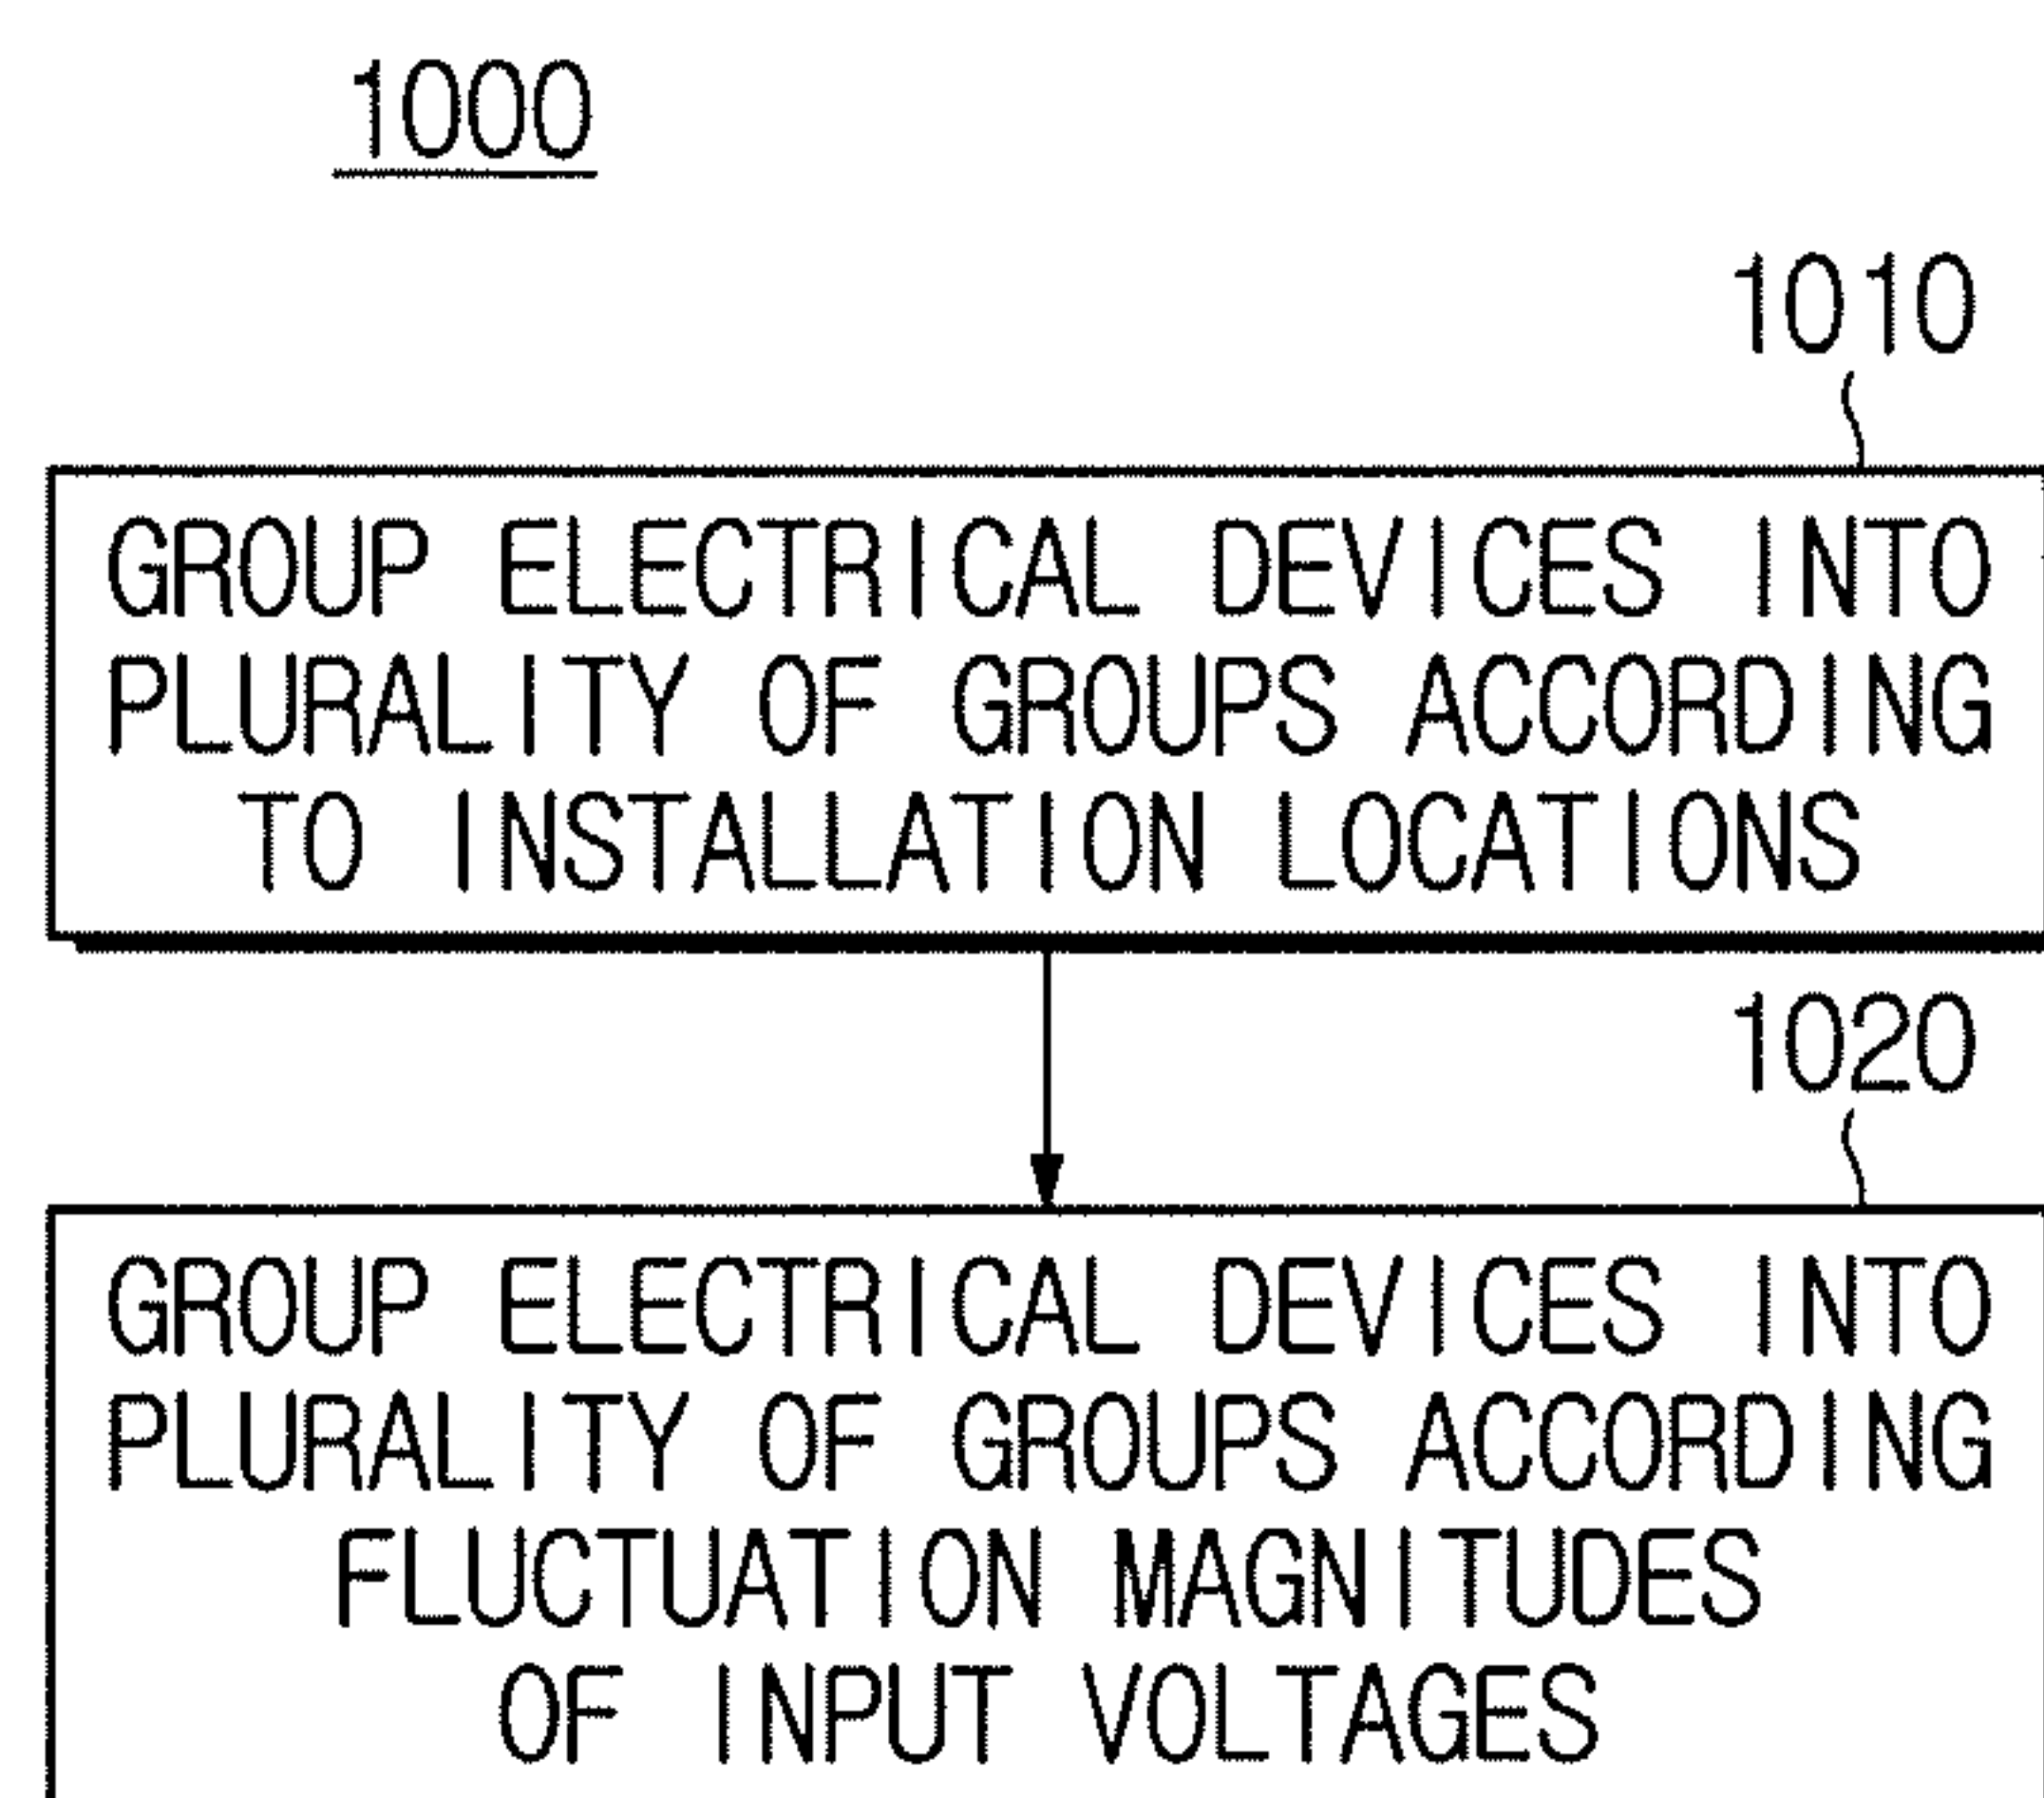 1000
1010
GROUP ELECTRICAL DEVICES INTO
PLURALITY OF GROUPS ACCORDING
TO INSTALLATION LOCATIONS
1020
GROUP ELECTRICAL DEVICES INTO
PLURALITY OF GROUPS ACCORDING
FLUCTUATION MAGNITUDES
OF INPUT VOLTAGES